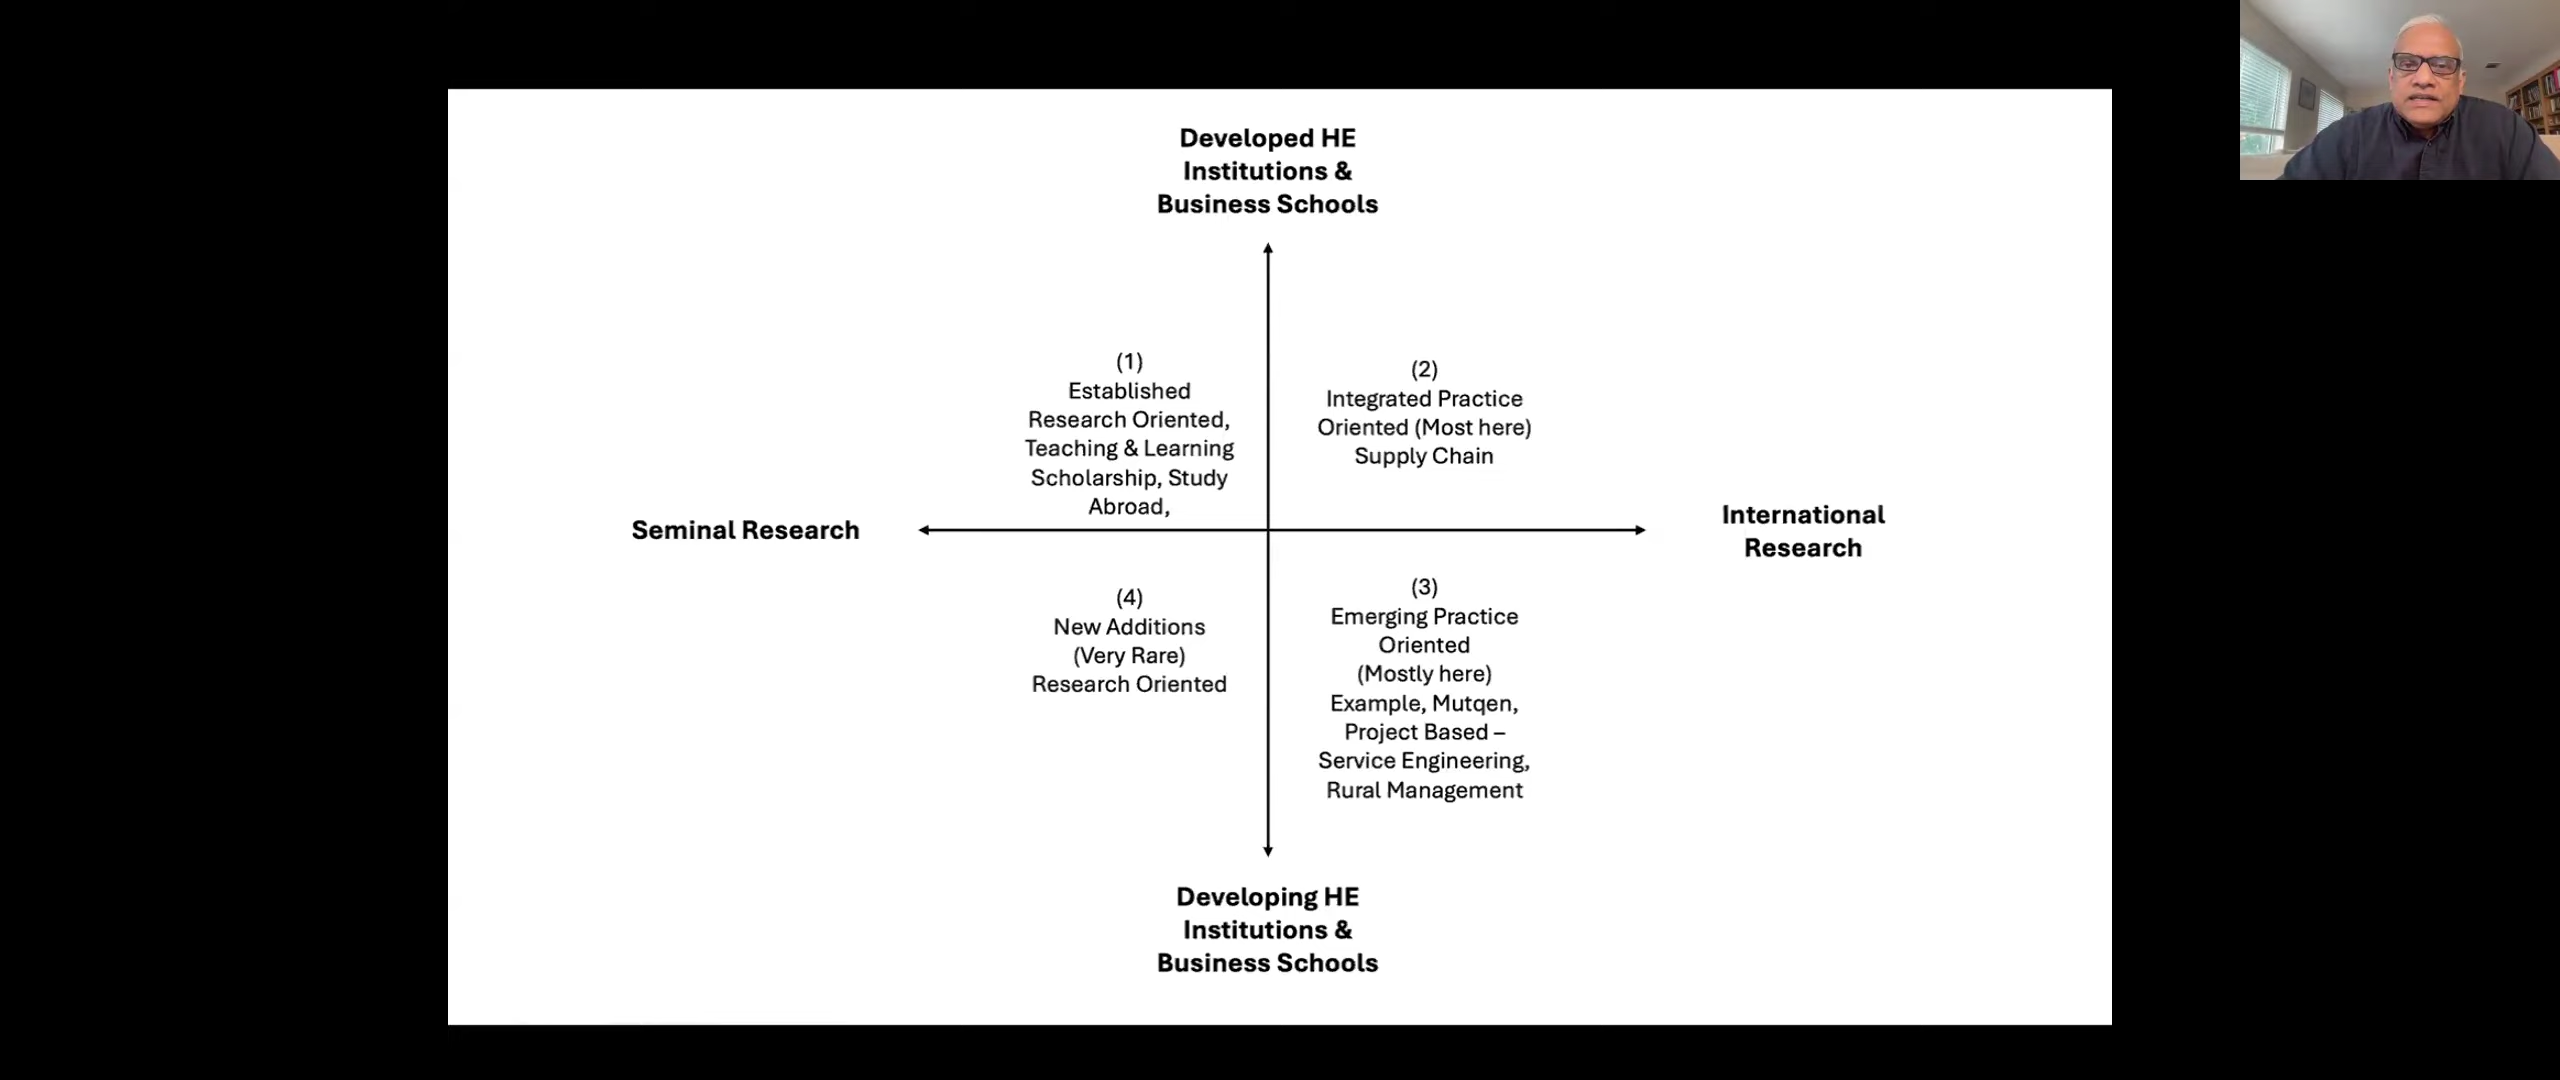 Developed HE
Institutions &
Business Schools
(1)
Established
Research Oriented,
Teaching & Learning
Scholarship, Study
Abroad,
(2)
Integrated Practice
Oriented (Most here)
Supply Chain
Seminal Research
International
Research
(4)
New Additions
(Very Rare)
Research Oriented
(3)
Emerging Practice
Oriented
(Mostly here)
Example, Mutqen,
Project Based –
Service Engineering,
Rural Management
Developing HE
Institutions &
Business Schools